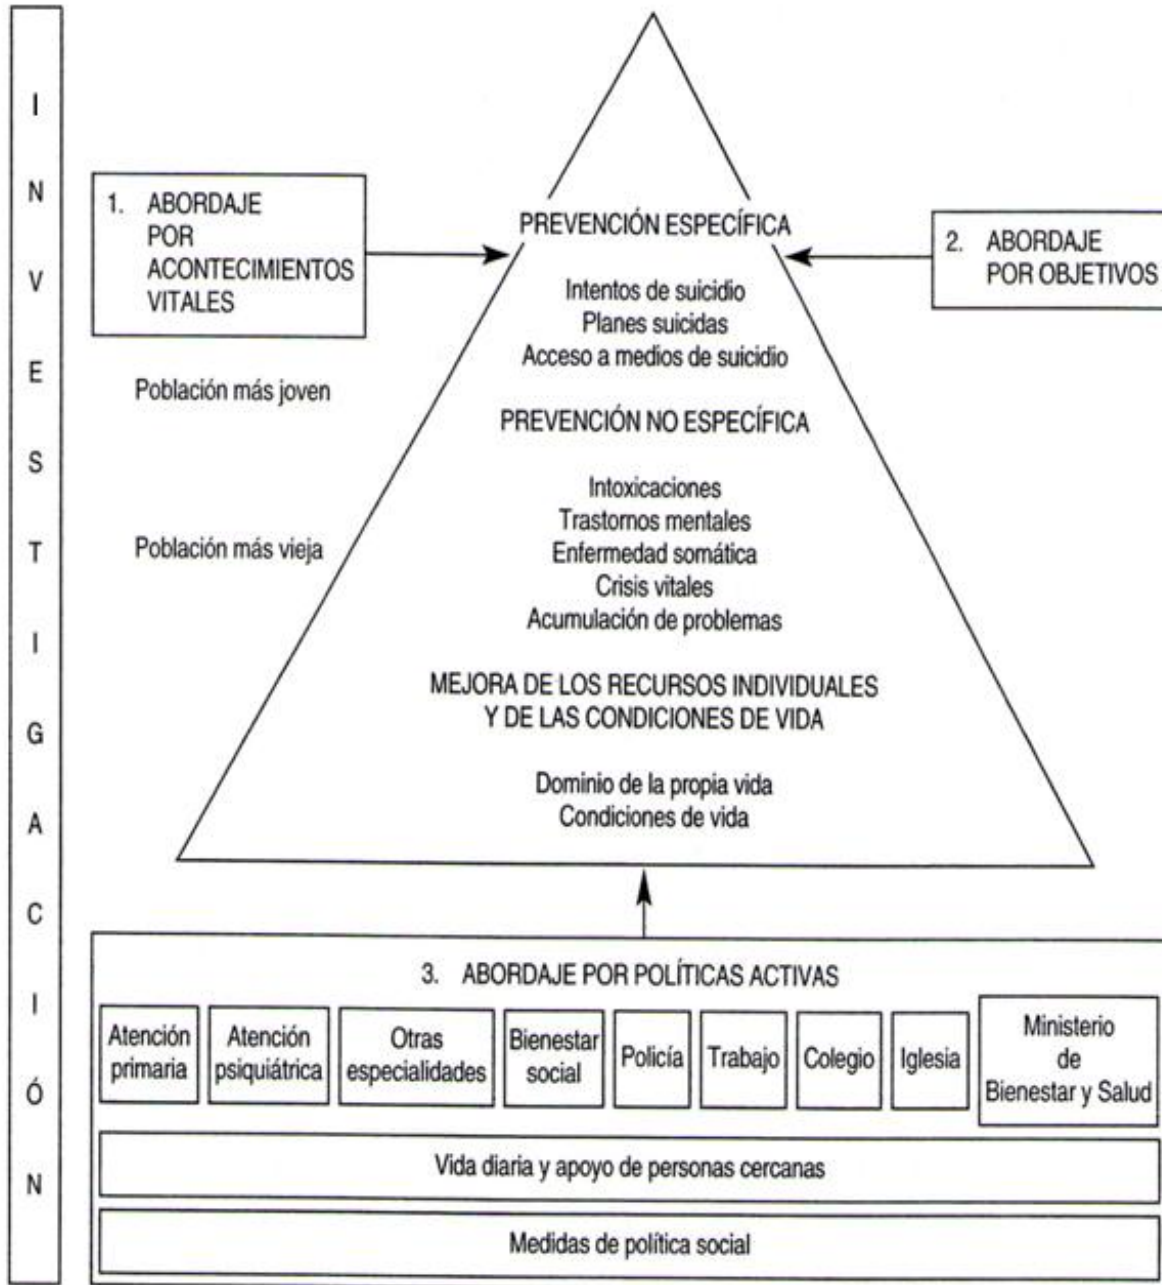 INVESTIGACIÓN
1. ABORDAJE
POR
ACONTECIMIENTOS
VITALES
Población más joven
Población más vieja
PREVENCIÓN ESPECÍFICA
Intentos de suicidio
Planes suicidas
Acceso a medios de suicidio
PREVENCIÓN NO ESPECÍFICA
Intoxicaciones
Trastornos mentales
Enfermedad somática
Crisis vitales
Acumulación de problemas
MEJORA DE LOS RECURSOS INDIVIDUALES
Y DE LAS CONDICIONES DE VIDA
Dominio de la propia vida
Condiciones de vida
2. ABORDAJE
POR OBJETIVOS
3. ABORDAJE POR POLÍTICAS ACTIVAS
Atención
primaria
Atención
psiquiátrica
Otras
especialidades
Bienestar
social
Policía
Trabajo
Colegio
Iglesia
Ministerio
de
Bienestar y Salud
Vida diaria y apoyo de personas cercanas
Medidas de política social